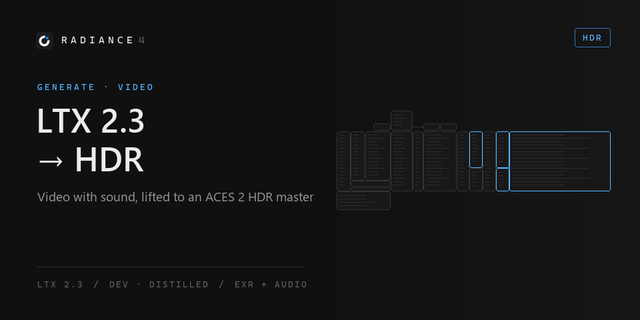 RADIANCE 4
HDR
GENERATE · VIDEO
LTX 2.3
→ HDR
Video with sound, lifted to an ACES 2 HDR master
LTX 2.3 / DEV · DISTILLED / EXR + AUDIO